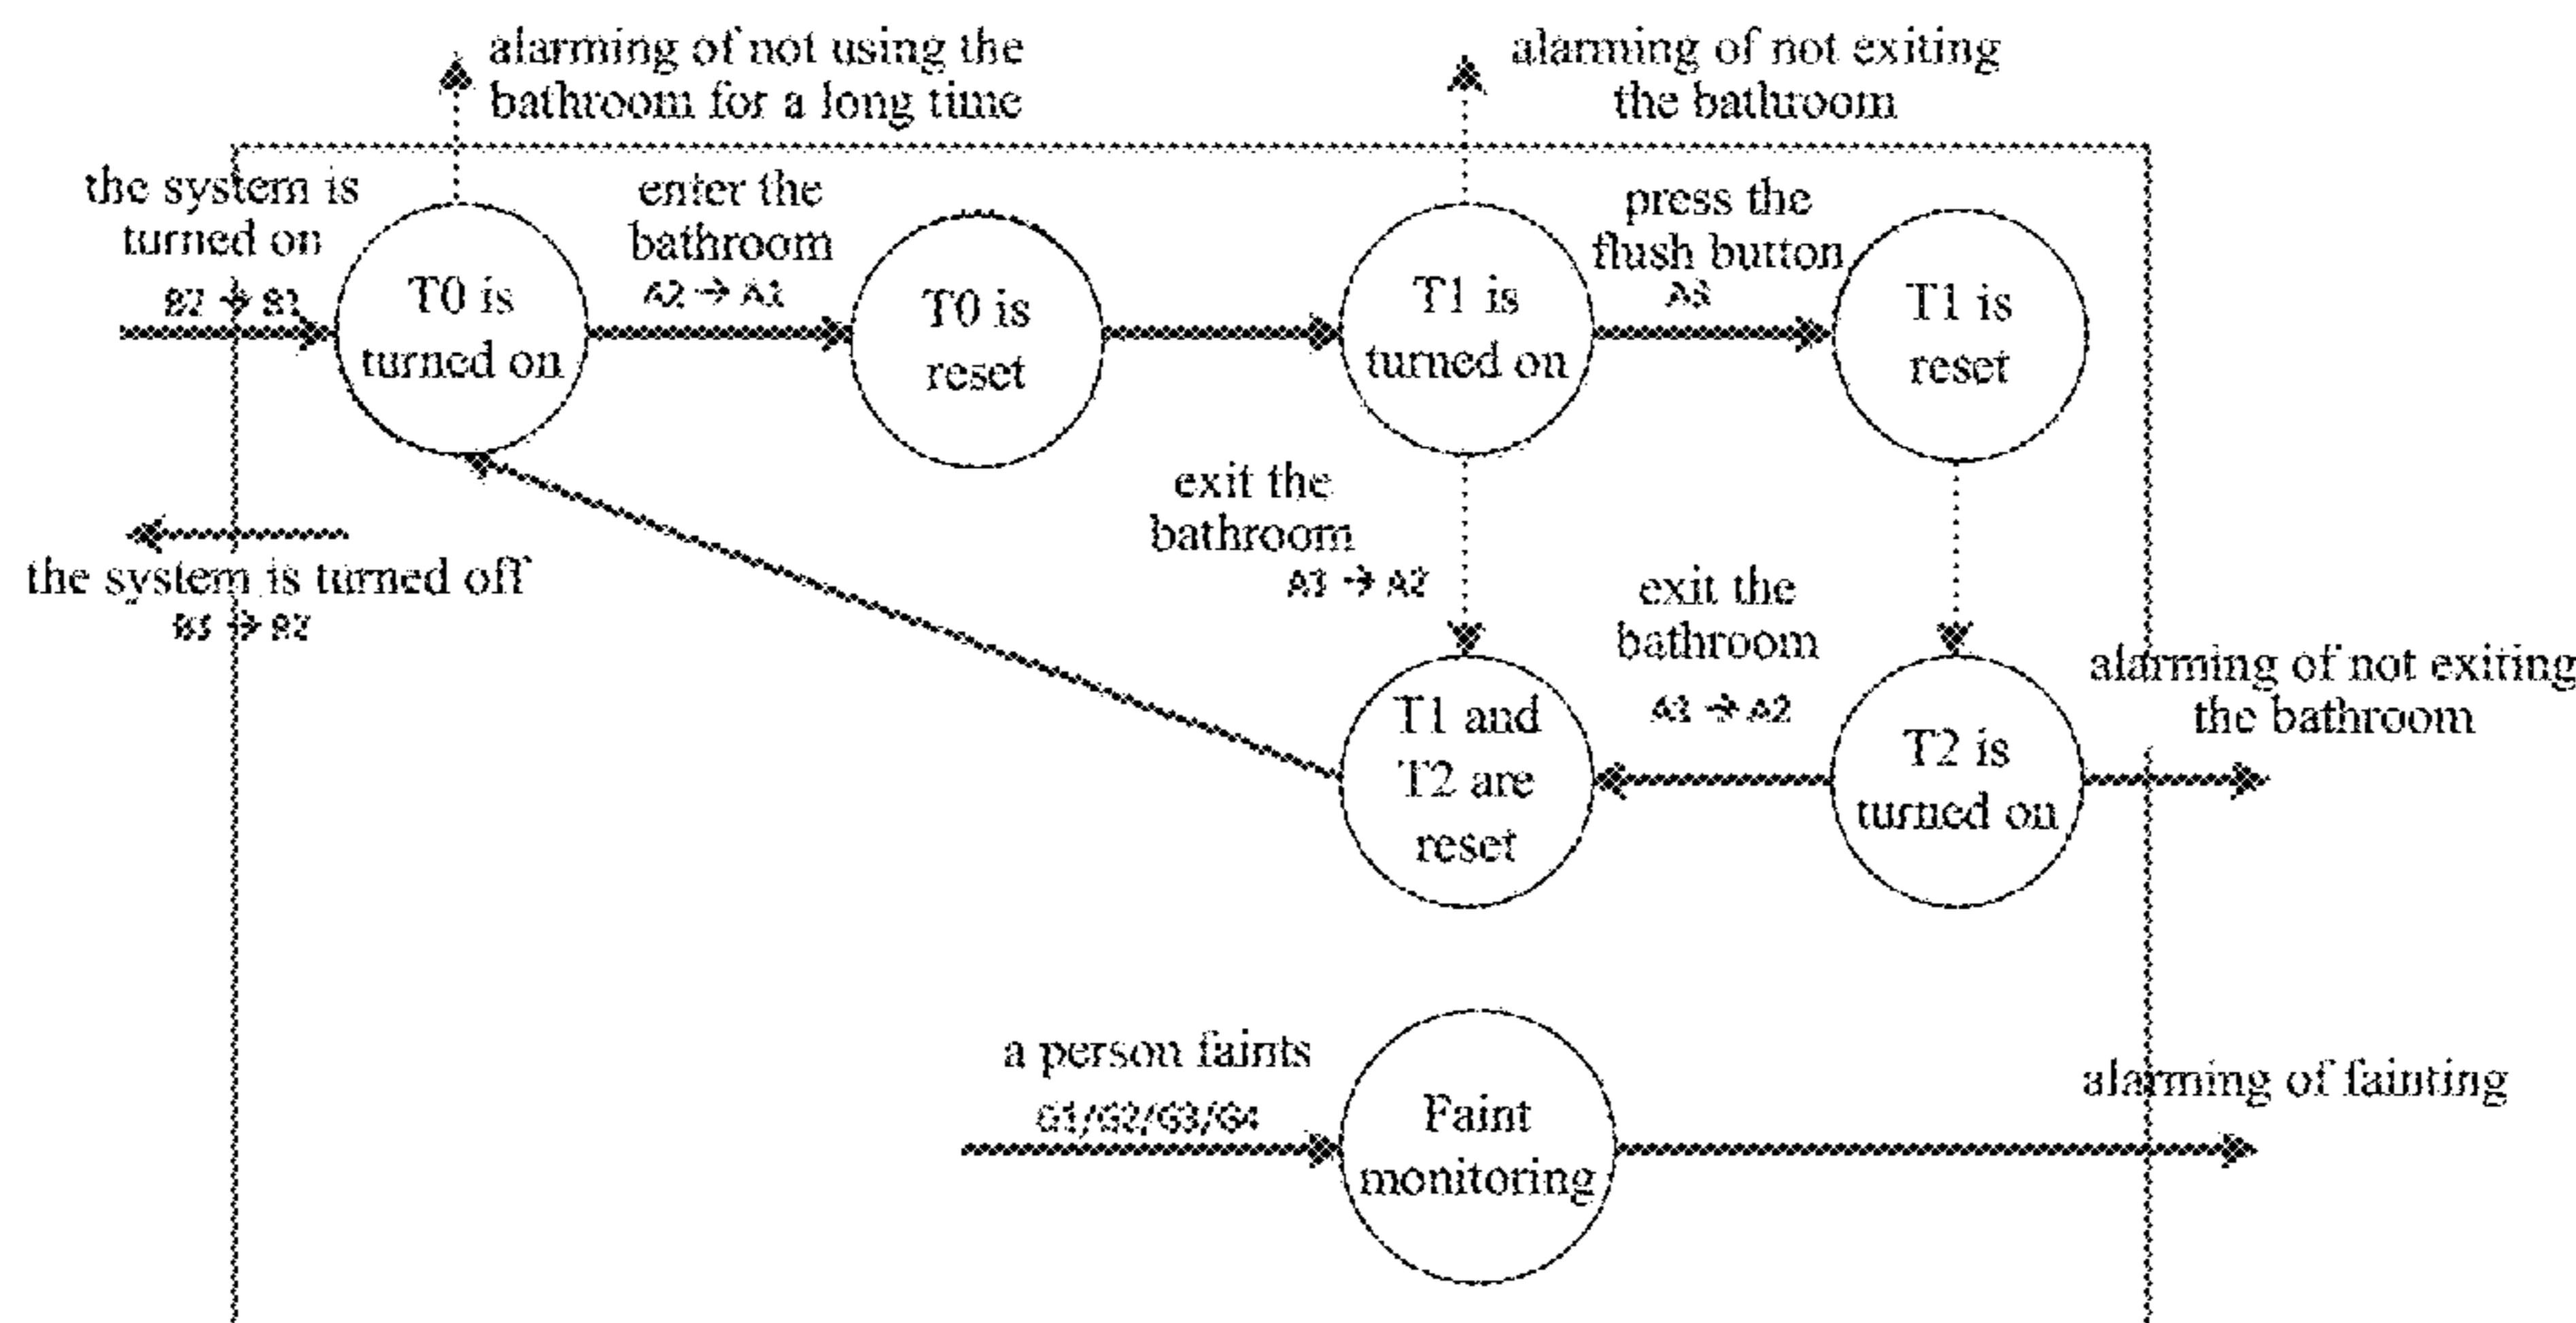 alarming of not using the
bathroom for a long time
alarming of not exiting
the bathroom
the system is
turned on
B2 → B1
enter the
bathroom
A2 → A1
press the
flush button
A3
T0 is
turned on
T0 is
reset
T1 is
turned on
T1 is
reset
exit the
bathroom
A1 → A2
the system is turned off
B1 → B2
exit the
bathroom
A1 → A2
alarming of not exiting
the bathroom
T1 and
T2 are
reset
T2 is
turned on
a person faints
G1/G2/G3/G4
Faint
monitoring
alarming of fainting